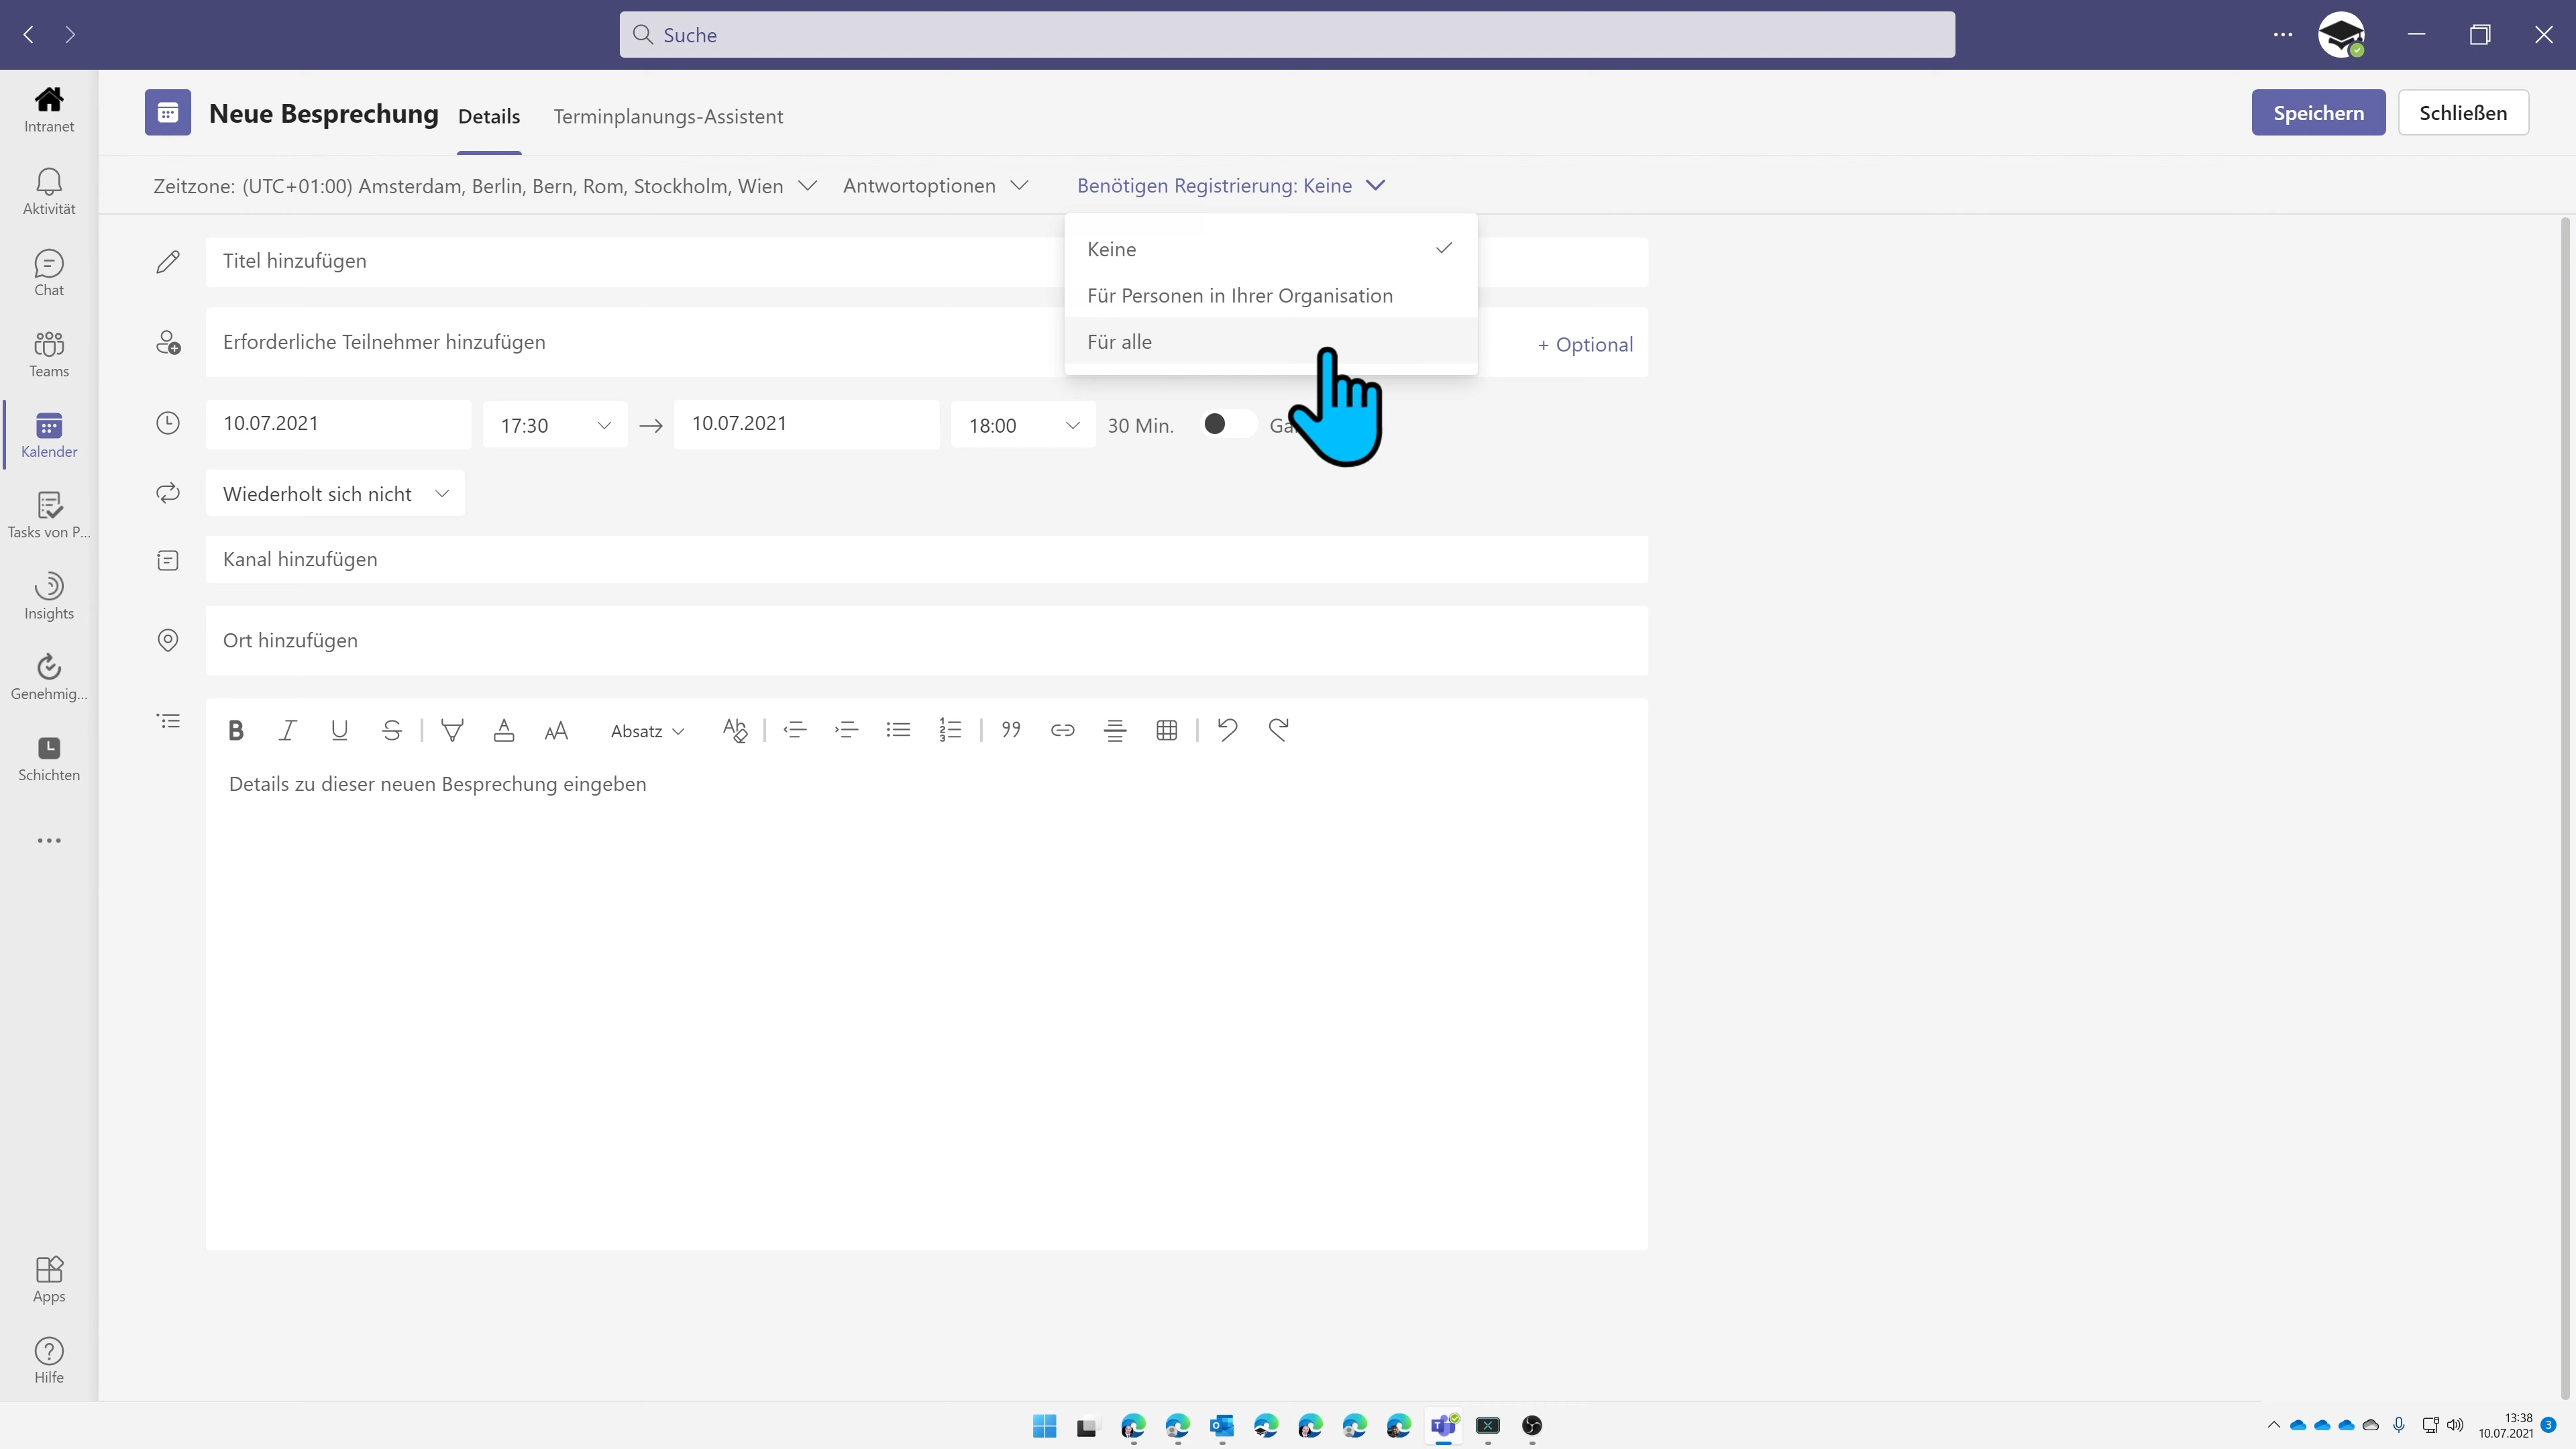 Suche
Intranet
Aktivität
Chat
Teams
Kalender
Tasks von P...
Insights
Genehmig...
Schichten
Apps
Hilfe
Neue Besprechung Details Terminplanungs-Assistent
Speichern Schließen
Zeitzone: (UTC+01:00) Amsterdam, Berlin, Bern, Rom, Stockholm, Wien Antwortoptionen Benötigen Registrierung: Keine
Keine
Für Personen in Ihrer Organisation
Für alle
Titel hinzufügen
Erforderliche Teilnehmer hinzufügen + Optional
10.07.2021 17:30 → 10.07.2021 18:00 30 Min.
Wiederholt sich nicht
Kanal hinzufügen
Ort hinzufügen
Absatz
Details zu dieser neuen Besprechung eingeben
13:38
10.07.2021 3